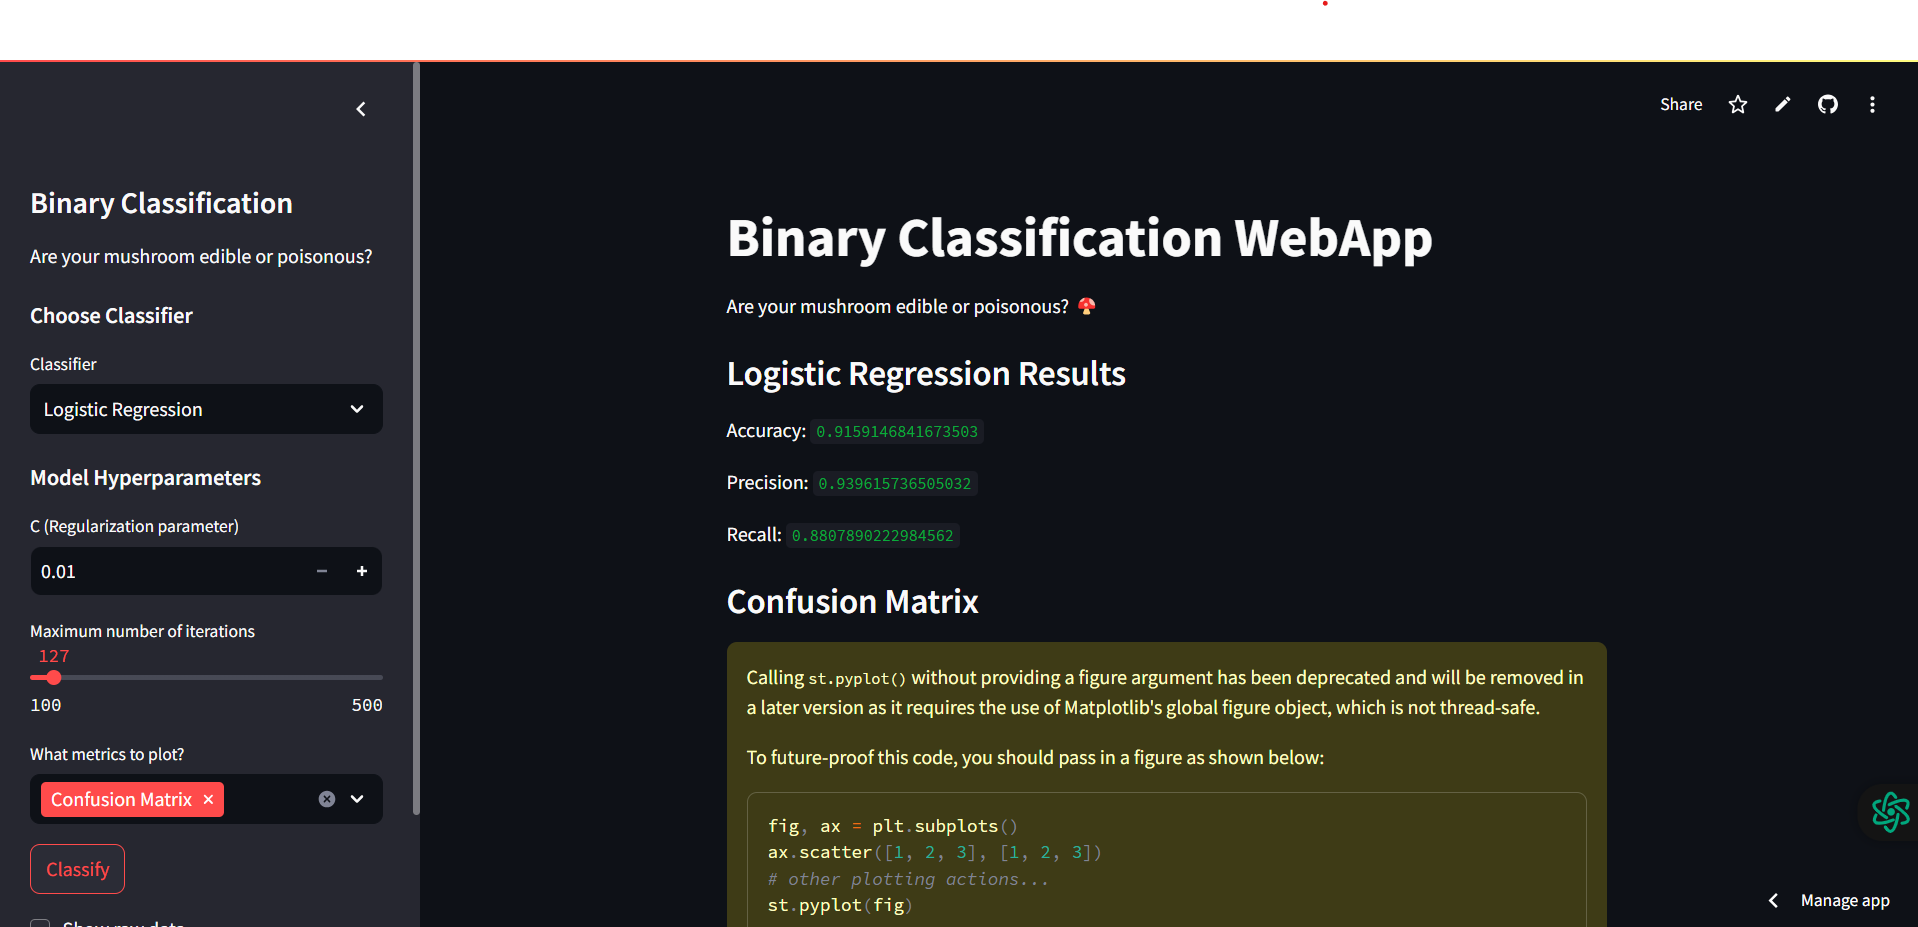 Binary Classification
Are your mushroom edible or poisonous?
Choose Classifier
Classifier
Logistic Regression
Model Hyperparameters
C (Regularization parameter)
0.01
Maximum number of iterations
127
100 500
What metrics to plot?
Confusion Matrix
Classify
Show raw data
Share
Binary Classification WebApp
Are your mushroom edible or poisonous? 🍄
Logistic Regression Results
Accuracy: 0.9159146841673503
Precision: 0.939615736505032
Recall: 0.8807890222984562
Confusion Matrix
Calling st.pyplot() without providing a figure argument has been deprecated and will be removed in
a later version as it requires the use of Matplotlib's global figure object, which is not thread-safe.
To future-proof this code, you should pass in a figure as shown below:
fig, ax = plt.subplots()
ax.scatter([1, 2, 3], [1, 2, 3])
# other plotting actions...
st.pyplot(fig)
Manage app